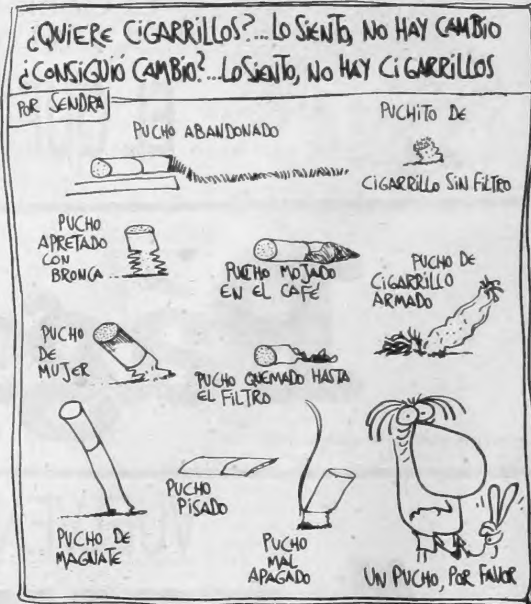 ¿QUIERE CIGARRILLOS?...LO SIENTO, NO HAY CAMBIO
¿CONSIGUIÓ CAMBIO?...LO SIENTO, NO HAY CIGARRILLOS
POR SENDRA
PUCHO ABANDONADO
PUCHITO DE
CIGARRILLO SIN FILTRO
PUCHO
APRETADO
CON
BRONCA
PUCHO MOJADO
EN EL CAFÉ
PUCHO DE
CIGARRILLO
ARMADO
PUCHO
DE
MUJER
PUCHO QUEMADO HASTA
EL FILTRO
PUCHO DE
MAGNATE
PUCHO
PISADO
PUCHO
MAL
APAGADO
UN PUCHO, POR FAVOR